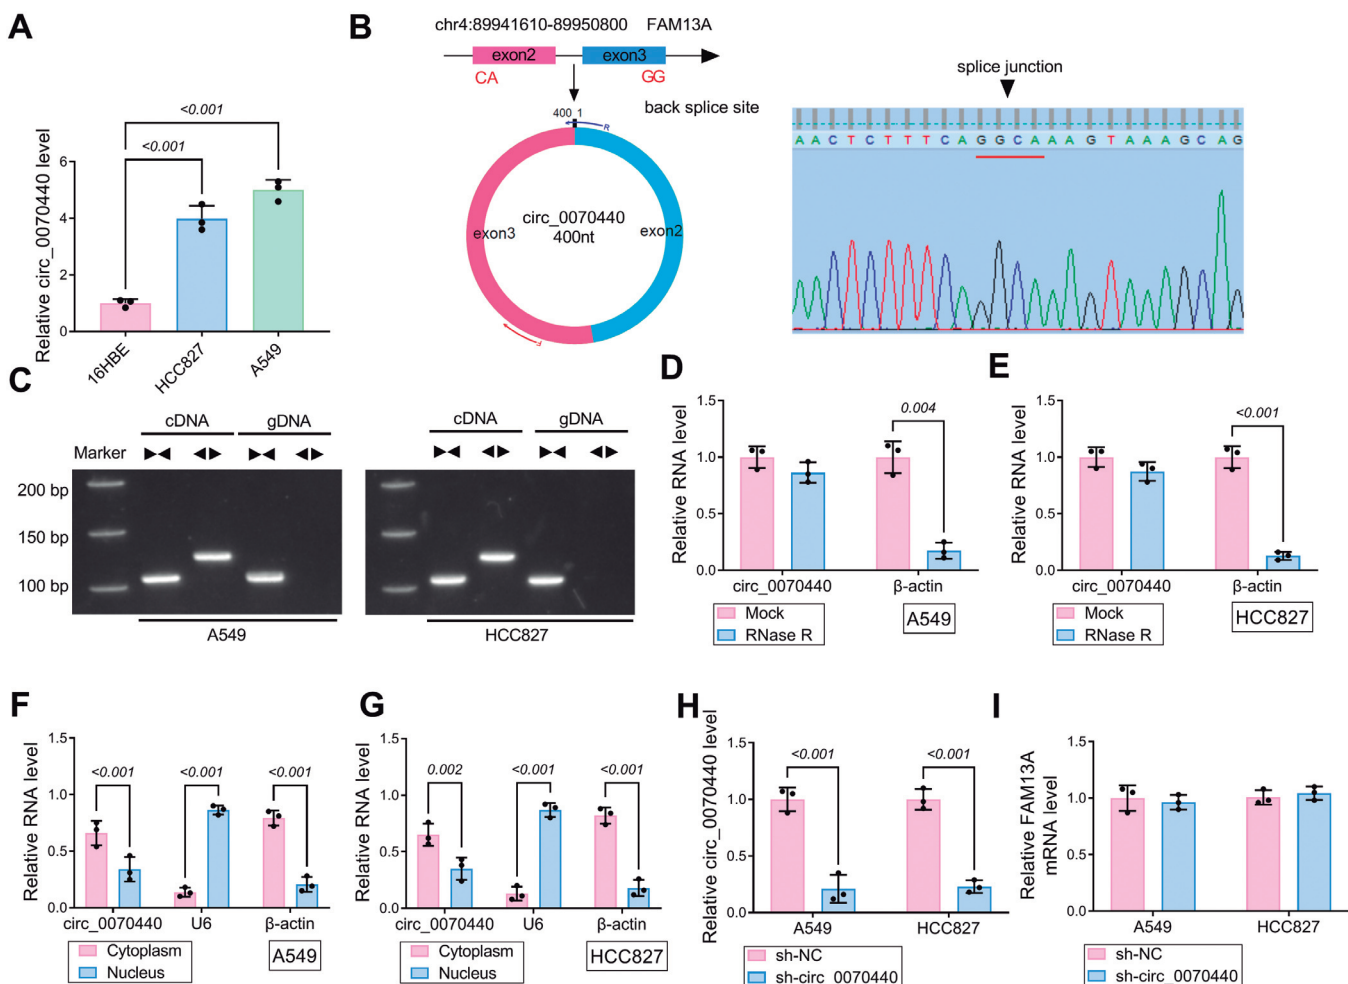 A
Relative circ_0070440 level
<0.001
<0.001
6
4
2
0
16HBE
HCC827
A549
B
chr4:89941610-89950800 FAM13A
exon2
exon3
CA
GG
back splice site
400 1
R
circ_0070440
400nt
exon3
exon2
F
splice junction
A A C T C T T T C A G G C A A A G T A A A G C A G
C
cDNA
gDNA
Marker
200 bp
150 bp
100 bp
A549
cDNA
gDNA
HCC827
D
Relative RNA level
1.5
1.0
0.5
0.0
0.004
circ_0070440
β-actin
Mock
RNase R
A549
E
Relative RNA level
1.5
1.0
0.5
0.0
<0.001
circ_0070440
β-actin
Mock
RNase R
HCC827
F
Relative RNA level
1.5
1.0
0.5
0.0
<0.001
<0.001
<0.001
circ_0070440
U6
β-actin
Cytoplasm
Nucleus
A549
G
Relative RNA level
1.5
1.0
0.5
0.0
0.002
<0.001
<0.001
circ_0070440
U6
β-actin
Cytoplasm
Nucleus
HCC827
H
Relative circ_0070440 level
1.5
1.0
0.5
0.0
<0.001
<0.001
A549
HCC827
sh-NC
sh-circ_0070440
I
Relative FAM13A
mRNA level
1.5
1.0
0.5
0.0
A549
HCC827
sh-NC
sh-circ_0070440